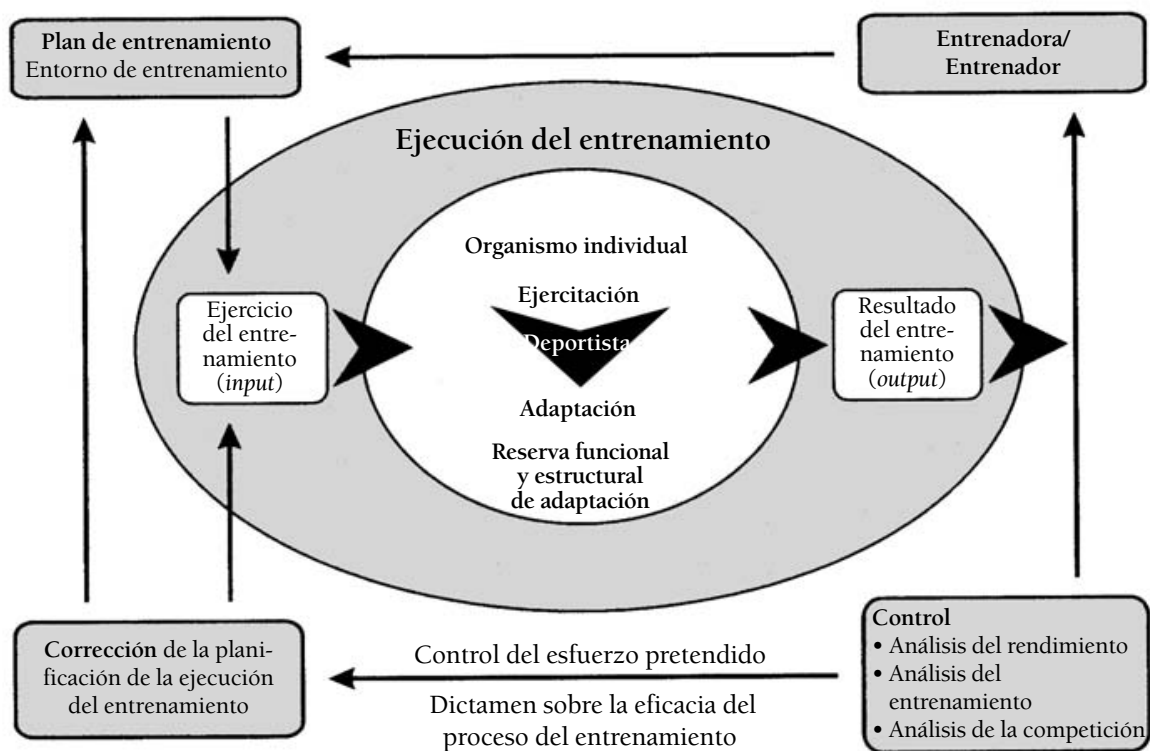 Plan de entrenamiento
Entorno de entrenamiento
Entrenadora/
Entrenador
Ejecución del entrenamiento
Organismo individual
Ejercitación
Deportista
Adaptación
Reserva funcional
y estructural
de adaptación
Ejercicio
del entre-
namiento
(input)
Resultado
del entre-
namiento
(output)
Corrección de la plani-
ficación de la ejecución
del entrenamiento
Control del esfuerzo pretendido
Dictamen sobre la eficacia del
proceso del entrenamiento
Control
• Análisis del rendimiento
• Análisis del
entrenamiento
• Análisis de la competición